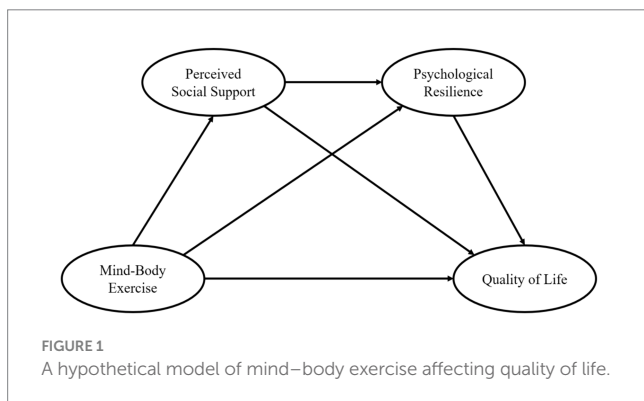 Perceived
Social Support
Psychological
Resilience
Mind-Body
Exercise
Quality of Life
FIGURE 1
A hypothetical model of mind–body exercise affecting quality of life.